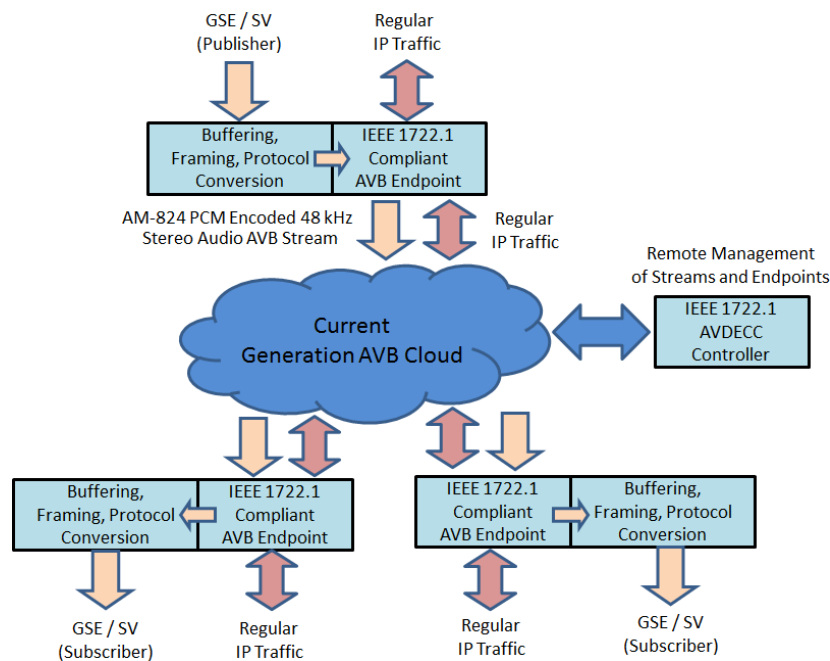 GSE / SV
(Publisher)
Regular
IP Traffic
Buffering,
Framing, Protocol
Conversion
IEEE 1722.1
Compliant
AVB Endpoint
AM-824 PCM Encoded 48 kHz
Stereo Audio AVB Stream
Regular
IP Traffic
Remote Management
of Streams and Endpoints
IEEE 1722.1
AVDECC
Controller
Current
Generation AVB Cloud
Buffering,
Framing, Protocol
Conversion
IEEE 1722.1
Compliant
AVB Endpoint
IEEE 1722.1
Compliant
AVB Endpoint
Buffering,
Framing, Protocol
Conversion
GSE / SV
(Subscriber)
Regular
IP Traffic
Regular
IP Traffic
GSE / SV
(Subscriber)